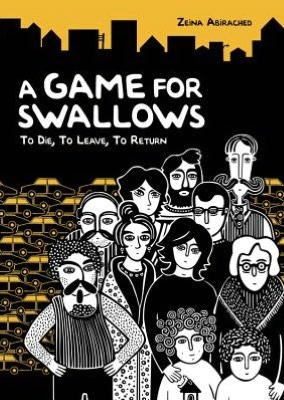 Zeina Abirached
A GAME FOR
SWALLOWS
To Die, To Leave, To Return